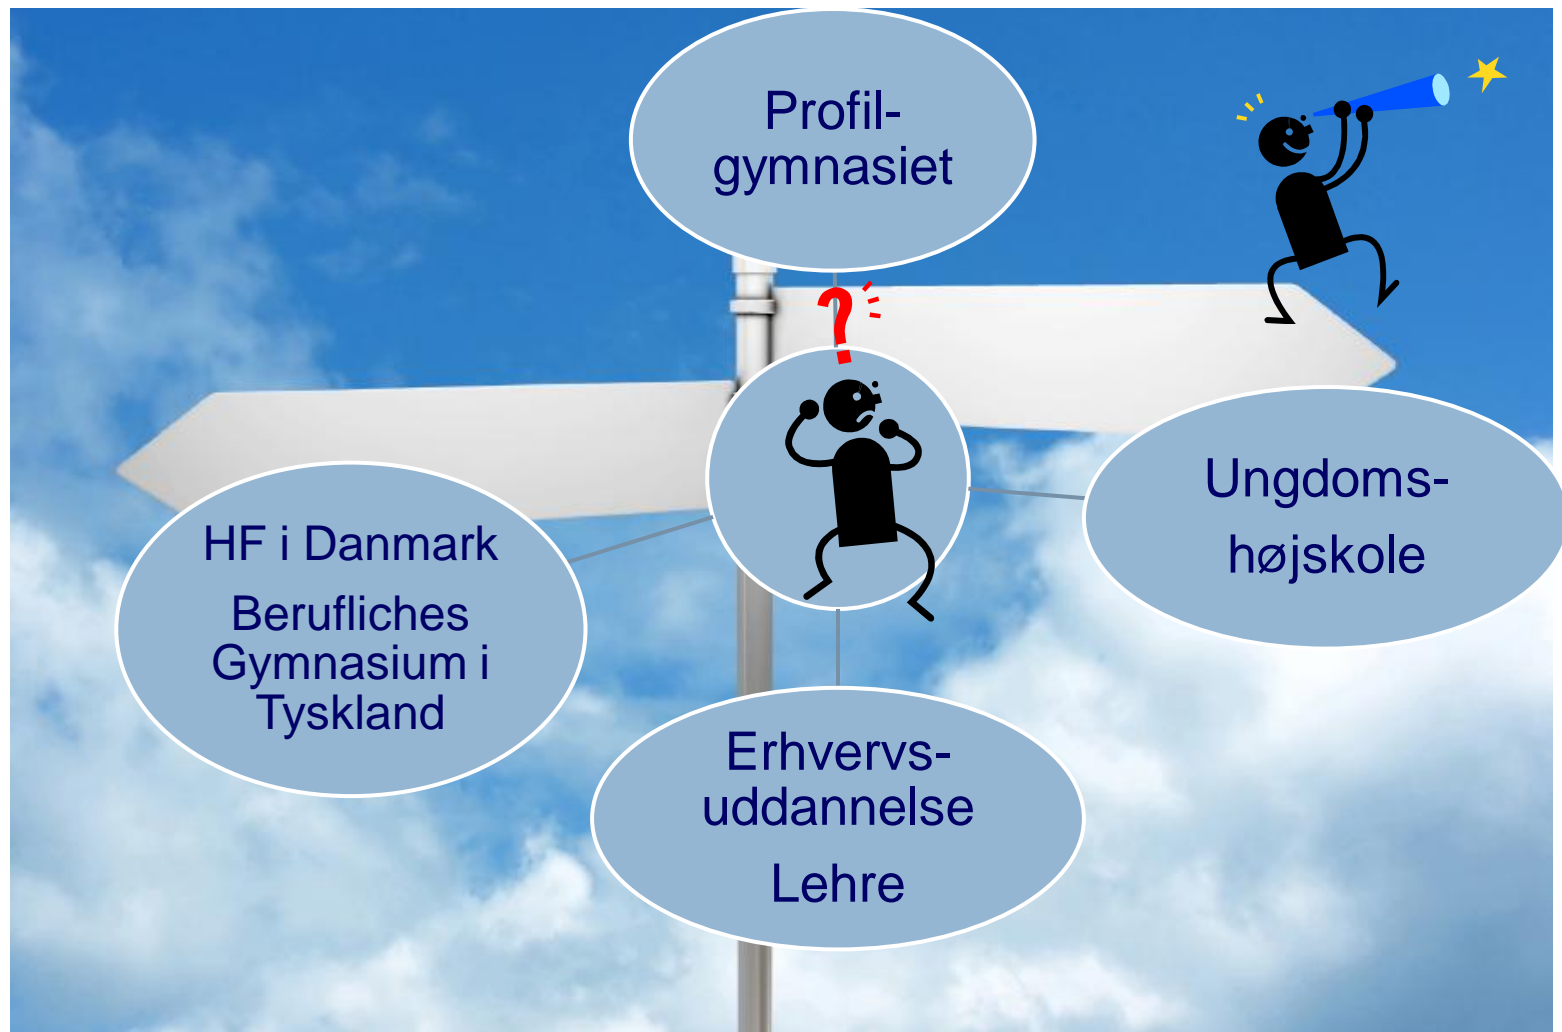 Profil-
gymnasiet
?
Ungdoms-
højskole
HF i Danmark
Berufliches
Gymnasium i
Tyskland
Erhvervs-
uddannelse
Lehre